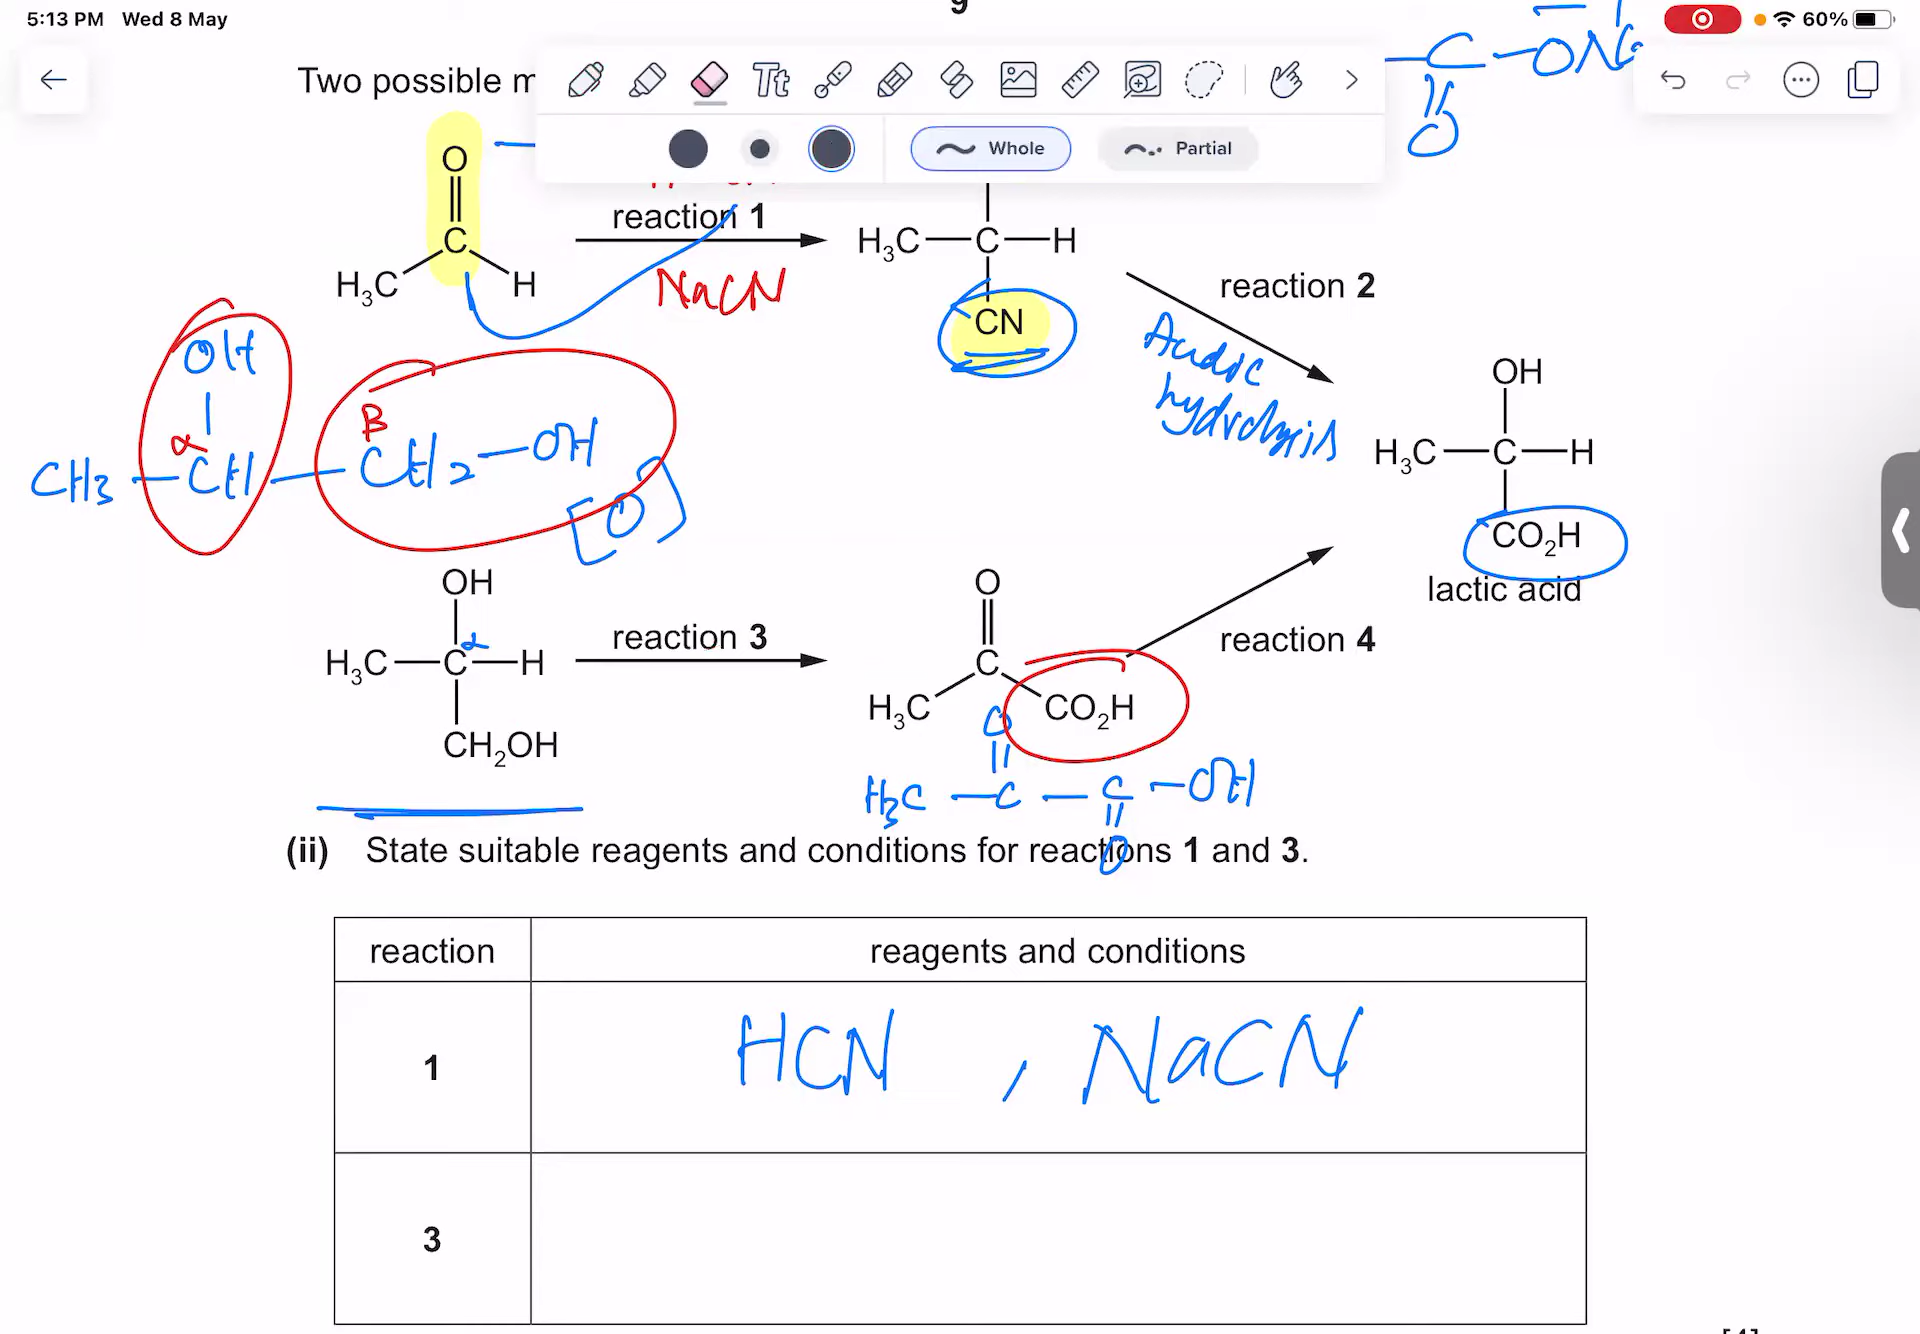 5:13 PM Wed 8 May
9
60%
Two possible m
Tt
Whole
Partial
C-ONa
O
O
C
H₃C
H
reaction 1
NaCN
H₃C-C-H
CN
reaction 2
Acidic
hydrolysis
OH
H₃C-C-H
CO₂H
lactic acid
OH
α β
CH3-CH-CH2-OH
[O]
OH
α
H₃C-C-H
CH₂OH
reaction 3
O
C
H₃C
CO₂H
reaction 4
O
H3C-C-C-OH
O
(ii) State suitable reagents and conditions for reactions 1 and 3.
reaction reagents and conditions
1 HCN , NaCN
3